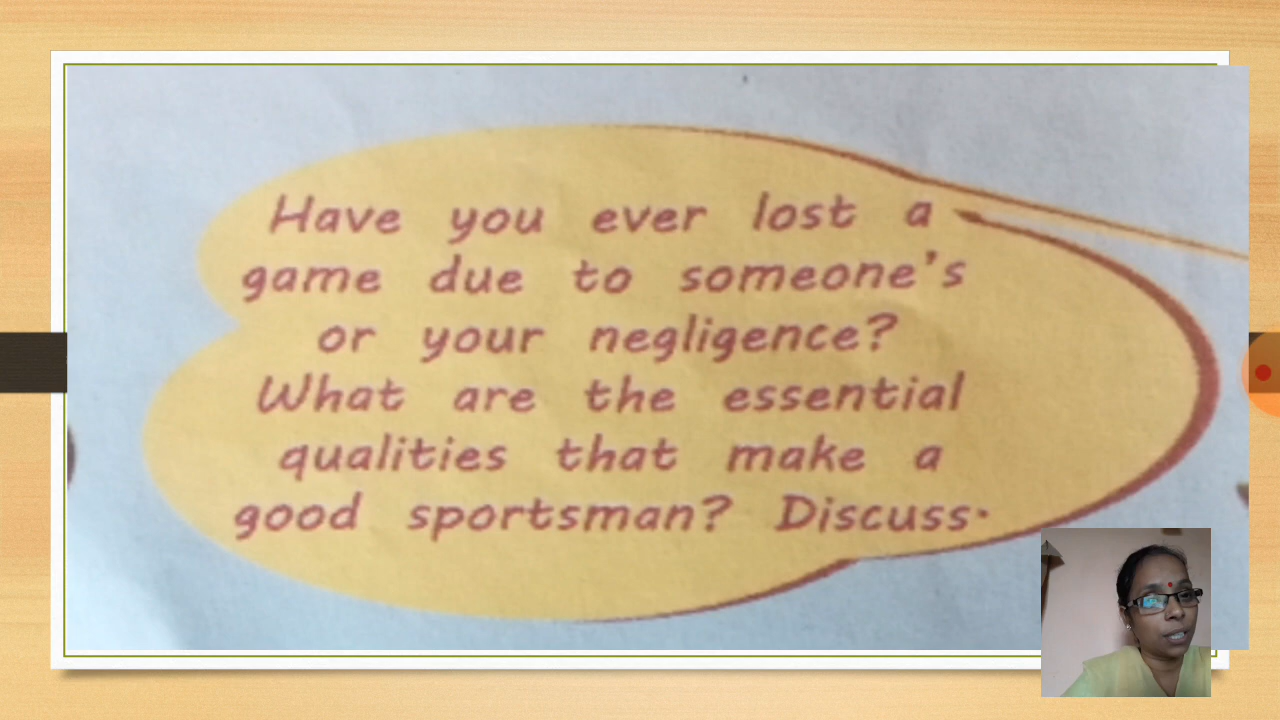 Have you ever lost a
game due to someone's
or your negligence?
What are the essential
qualities that make a
good sportsman? Discuss.